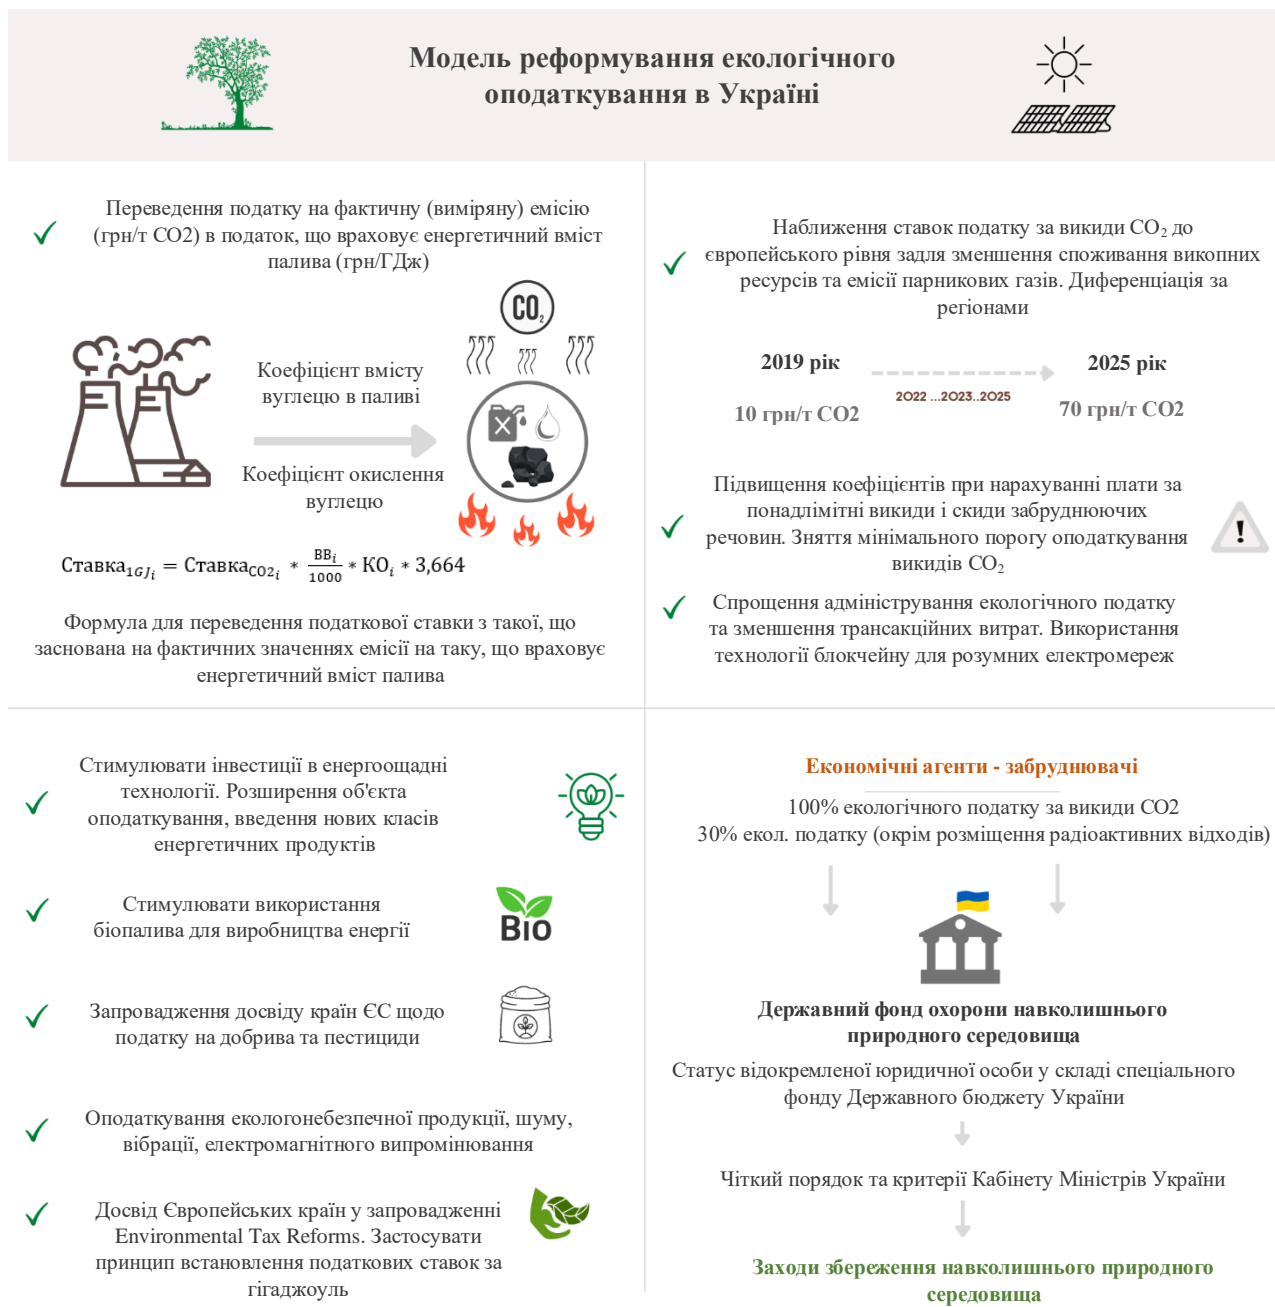 Модель реформування екологічного
оподаткування в Україні
Переведення податку на фактичну (виміряну) емісію
(грн/т СО2) в податок, що враховує енергетичний вміст
палива (грн/ГДж)
CO₂
Коефіцієнт вмісту
вуглецю в паливі
Коефіцієнт окислення
вуглецю
Ставка₁GJᵢ = СтавкаCO2ᵢ * ВВᵢ/1000 * КОᵢ * 3,664
Формула для переведення податкової ставки з такої, що
заснована на фактичних значеннях емісії на таку, що враховує
енергетичний вміст палива
Наближення ставок податку за викиди СО₂ до
європейського рівня задля зменшення споживання викопних
ресурсів та емісії парникових газів. Диференціація за
регіонами
2019 рік
2025 рік
2022 ...2023..2025
10 грн/т СО2
70 грн/т СО2
Підвищення коефіцієнтів при нарахуванні плати за
понадлімітні викиди і скиди забруднюючих
речовин. Зняття мінімального порогу оподаткування
викидів СО₂
!
Спрощення адміністрування екологічного податку
та зменшення трансакційних витрат. Використання
технології блокчейну для розумних електромереж
Стимулювати інвестиції в енергоощадні
технології. Розширення об'єкта
оподаткування, введення нових класів
енергетичних продуктів
Стимулювати використання
біопалива для виробництва енергії
Bio
Запровадження досвіду країн ЄС щодо
податку на добрива та пестициди
Оподаткування екологонебезпечної продукції, шуму,
вібрації, електромагнітного випромінювання
Досвід Європейських країн у запровадженні
Environmental Tax Reforms. Застосувати
принцип встановлення податкових ставок за
гігаджоуль
Економічні агенти - забруднювачі
100% екологічного податку за викиди СО2
30% екол. податку (окрім розміщення радіоактивних відходів)
Державний фонд охорони навколишнього
природного середовища
Статус відокремленої юридичної особи у складі спеціального
фонду Державного бюджету України
Чіткий порядок та критерії Кабінету Міністрів України
Заходи збереження навколишнього природного
середовища